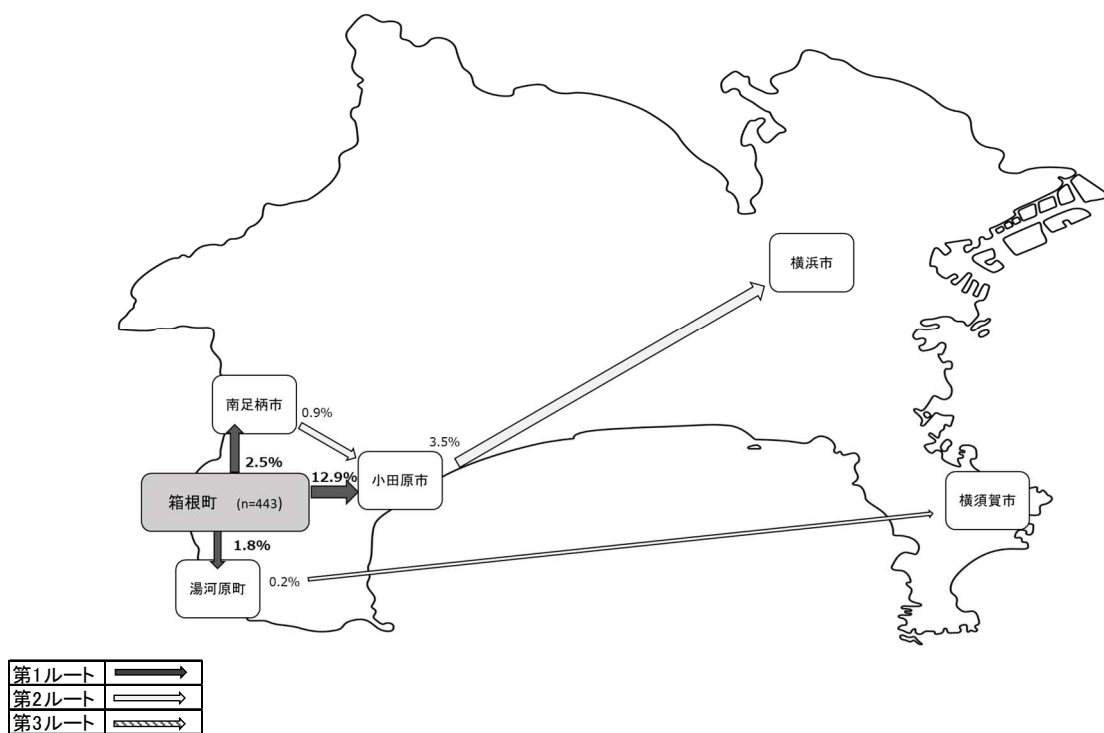 横浜市
南足柄市
0.9%
3.5%
2.5%
12.9%
小田原市
箱根町 (n=443)
横須賀市
1.8%
湯河原町
0.2%
第1ルート
第2ルート
第3ルート